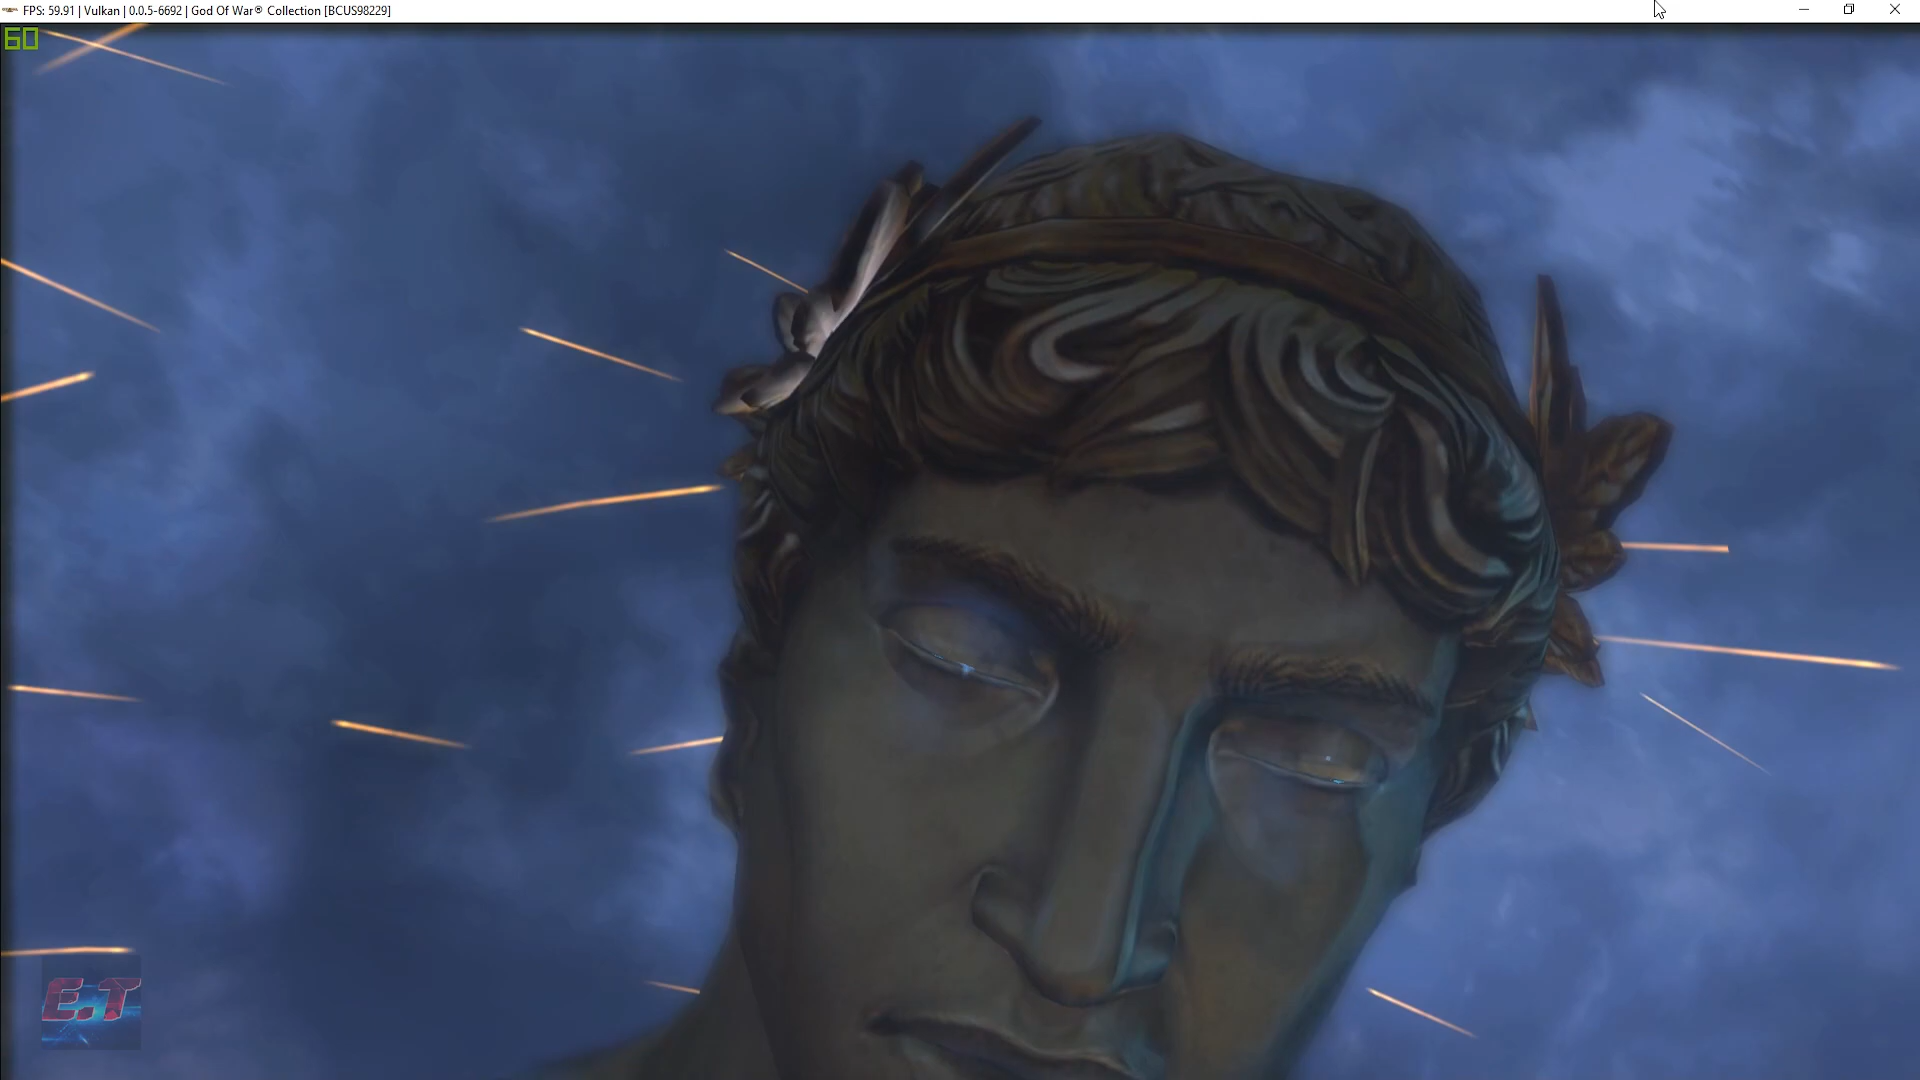 FPS: 59.91 | Vulkan | 0.0.5-6692 | God Of War® Collection [BCUS98229]
60
E.T